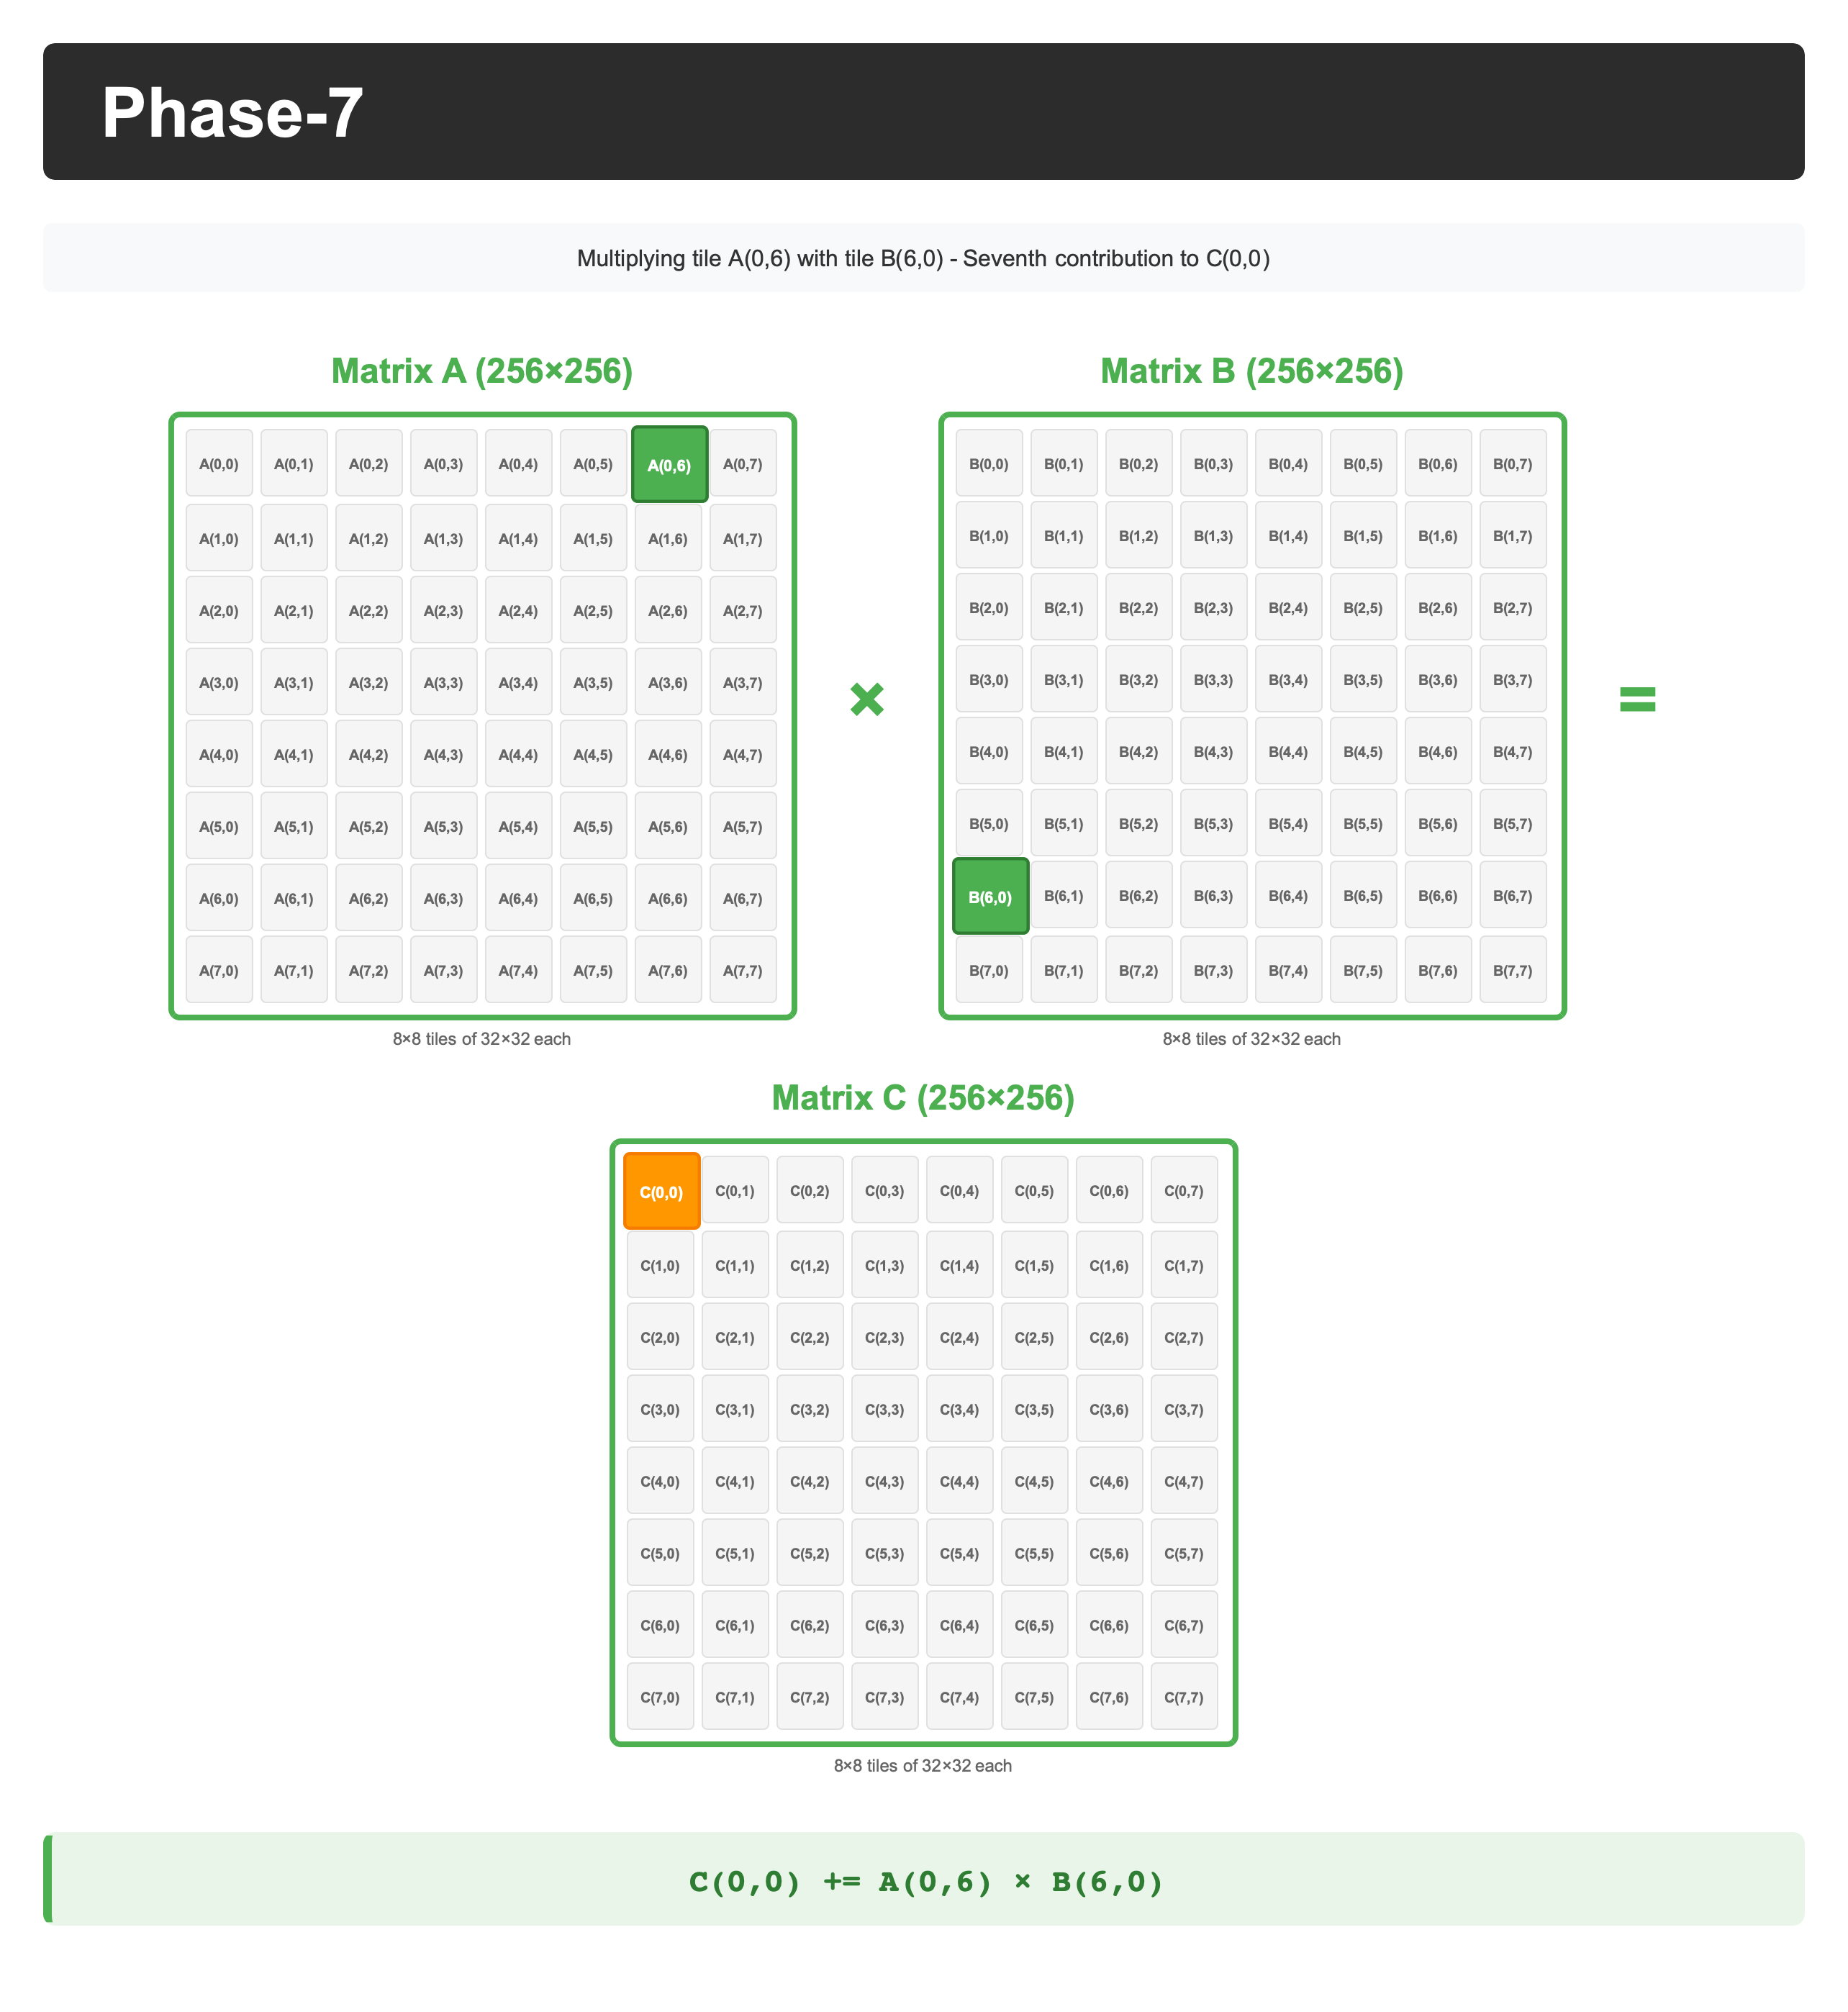 Phase-7
Multiplying tile A(0,6) with tile B(6,0) - Seventh contribution to C(0,0)
Matrix A (256×256)
A(0,0) A(0,1) A(0,2) A(0,3) A(0,4) A(0,5) A(0,6) A(0,7)
A(1,0) A(1,1) A(1,2) A(1,3) A(1,4) A(1,5) A(1,6) A(1,7)
A(2,0) A(2,1) A(2,2) A(2,3) A(2,4) A(2,5) A(2,6) A(2,7)
A(3,0) A(3,1) A(3,2) A(3,3) A(3,4) A(3,5) A(3,6) A(3,7)
A(4,0) A(4,1) A(4,2) A(4,3) A(4,4) A(4,5) A(4,6) A(4,7)
A(5,0) A(5,1) A(5,2) A(5,3) A(5,4) A(5,5) A(5,6) A(5,7)
A(6,0) A(6,1) A(6,2) A(6,3) A(6,4) A(6,5) A(6,6) A(6,7)
A(7,0) A(7,1) A(7,2) A(7,3) A(7,4) A(7,5) A(7,6) A(7,7)
8×8 tiles of 32×32 each
×
Matrix B (256×256)
B(0,0) B(0,1) B(0,2) B(0,3) B(0,4) B(0,5) B(0,6) B(0,7)
B(1,0) B(1,1) B(1,2) B(1,3) B(1,4) B(1,5) B(1,6) B(1,7)
B(2,0) B(2,1) B(2,2) B(2,3) B(2,4) B(2,5) B(2,6) B(2,7)
B(3,0) B(3,1) B(3,2) B(3,3) B(3,4) B(3,5) B(3,6) B(3,7)
B(4,0) B(4,1) B(4,2) B(4,3) B(4,4) B(4,5) B(4,6) B(4,7)
B(5,0) B(5,1) B(5,2) B(5,3) B(5,4) B(5,5) B(5,6) B(5,7)
B(6,0) B(6,1) B(6,2) B(6,3) B(6,4) B(6,5) B(6,6) B(6,7)
B(7,0) B(7,1) B(7,2) B(7,3) B(7,4) B(7,5) B(7,6) B(7,7)
8×8 tiles of 32×32 each
=
Matrix C (256×256)
C(0,0) C(0,1) C(0,2) C(0,3) C(0,4) C(0,5) C(0,6) C(0,7)
C(1,0) C(1,1) C(1,2) C(1,3) C(1,4) C(1,5) C(1,6) C(1,7)
C(2,0) C(2,1) C(2,2) C(2,3) C(2,4) C(2,5) C(2,6) C(2,7)
C(3,0) C(3,1) C(3,2) C(3,3) C(3,4) C(3,5) C(3,6) C(3,7)
C(4,0) C(4,1) C(4,2) C(4,3) C(4,4) C(4,5) C(4,6) C(4,7)
C(5,0) C(5,1) C(5,2) C(5,3) C(5,4) C(5,5) C(5,6) C(5,7)
C(6,0) C(6,1) C(6,2) C(6,3) C(6,4) C(6,5) C(6,6) C(6,7)
C(7,0) C(7,1) C(7,2) C(7,3) C(7,4) C(7,5) C(7,6) C(7,7)
8×8 tiles of 32×32 each
C(0,0) += A(0,6) × B(6,0)